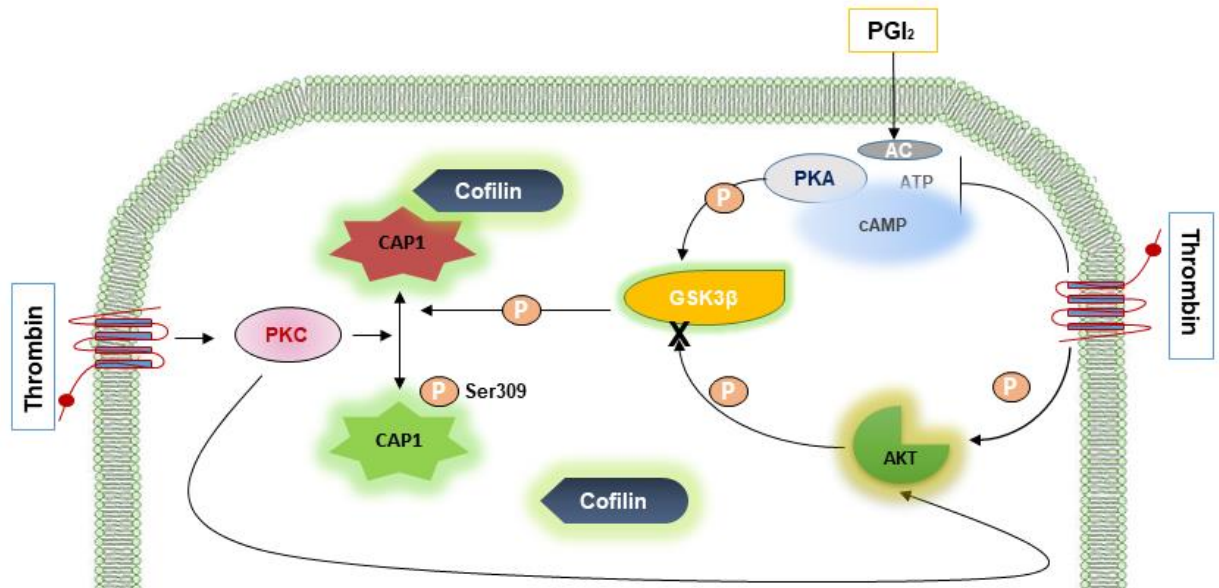 PGI₂
AC
PKA
ATP
cAMP
P
Cofilin
CAP1
Thrombin
Thrombin
GSK3β
P
PKC
X
P
P Ser309
P
P
CAP1
AKT
Cofilin